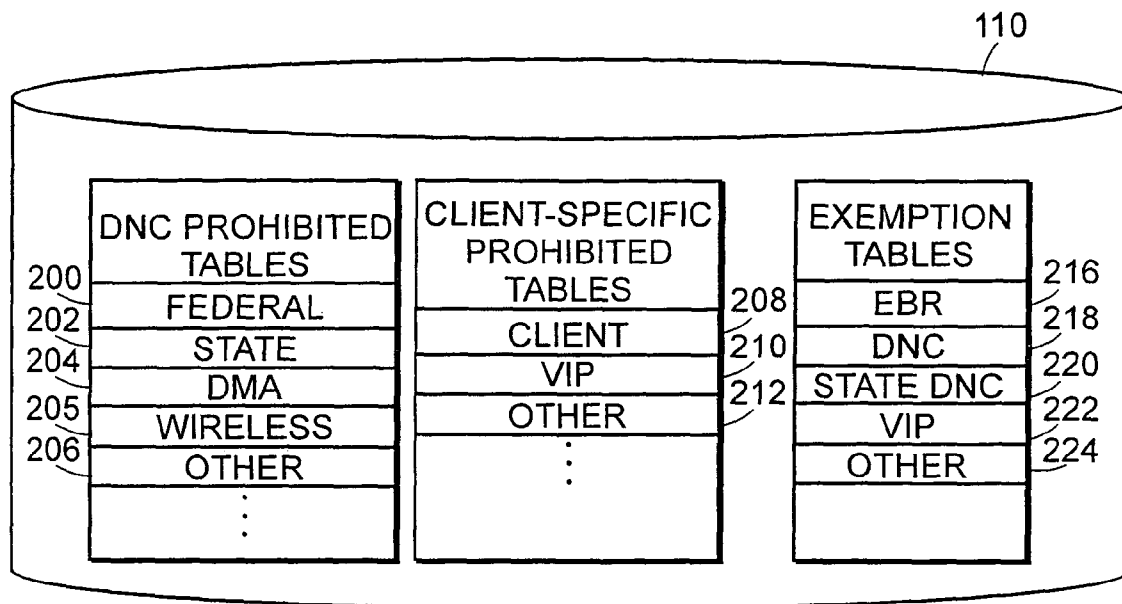 110
DNC PROHIBITED
TABLES
200
FEDERAL
202
STATE
204
DMA
205
WIRELESS
206
OTHER
CLIENT-SPECIFIC
PROHIBITED
TABLES
208
CLIENT
210
VIP
212
OTHER
EXEMPTION
TABLES
216
EBR
218
DNC
220
STATE DNC
222
VIP
224
OTHER